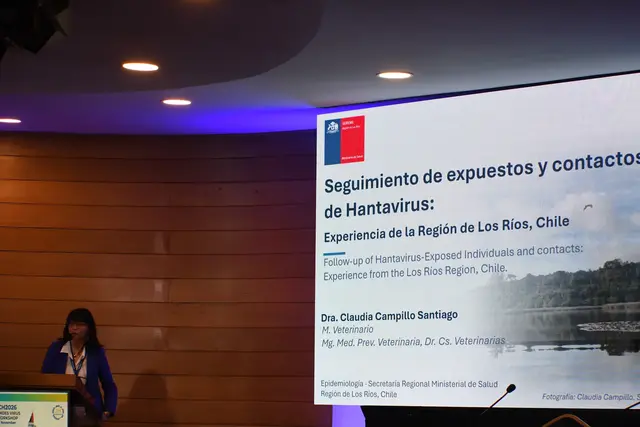 Seguimiento de expuestos y contactos
de Hantavirus:
Experiencia de la Región de Los Ríos, Chile
Follow-up of Hantavirus-Exposed Individuals and contacts:
Experience from the Los Ríos Region, Chile.
Dra. Claudia Campillo Santiago
M. Veterinario
Mg. Med. Prev. Veterinaria, Dr. Cs. Veterinarias
Epidemiología - Secretaría Regional Ministerial de Salud
Región de Los Ríos, Chile
Fotografía: Claudia Campillo, S